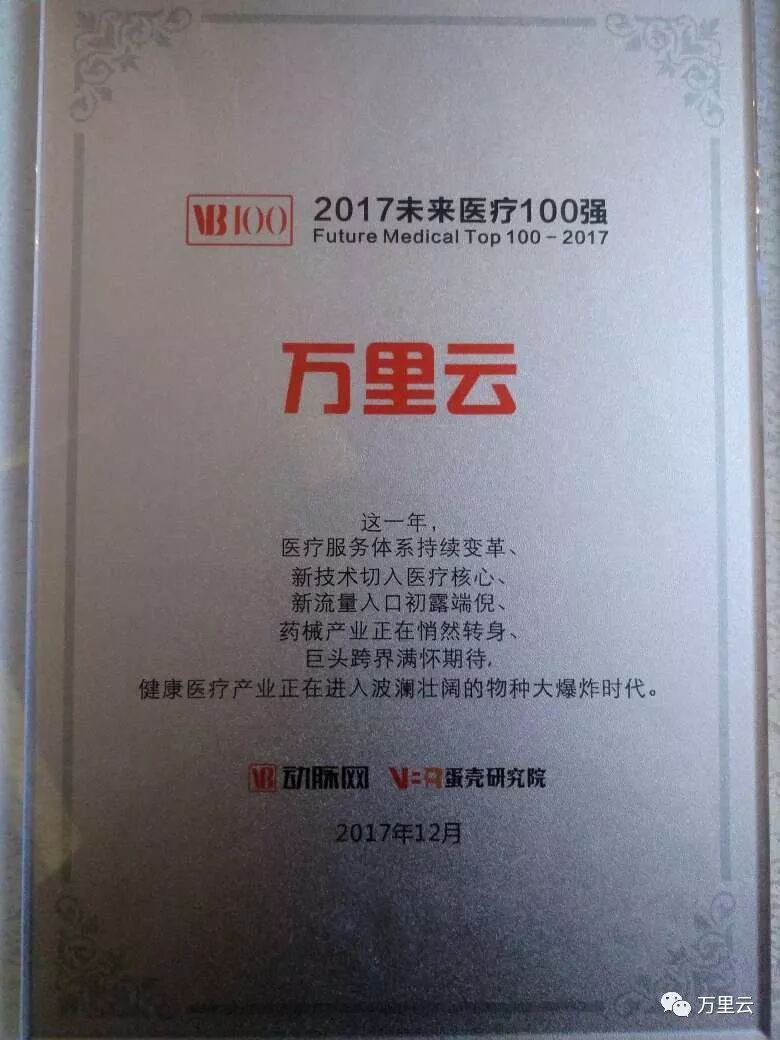 VB100 2017未来医疗100强
Future Medical Top 100 - 2017
万里云
这一年，
医疗服务体系持续变革、
新技术切入医疗核心、
新流量入口初露端倪、
药械产业正在悄然转身、
巨头跨界满怀期待，
健康医疗产业正在进入波澜壮阔的物种大爆炸时代。
VB 动脉网 VBR蛋壳研究院
2017年12月
万里云